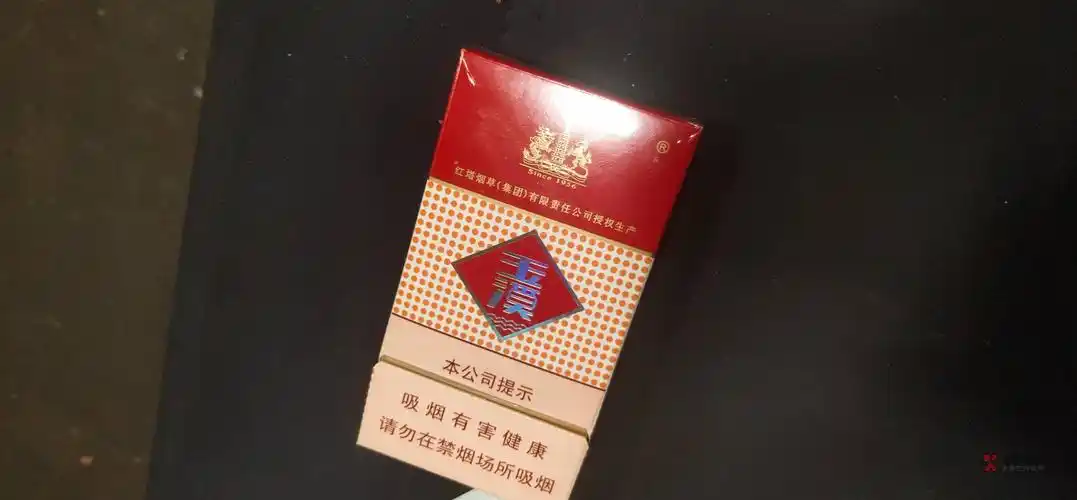 ®
Since 1956
红塔烟草(集团)有限责任公司授权生产
玉溪
本公司提示
吸烟有害健康
请勿在禁烟场所吸烟